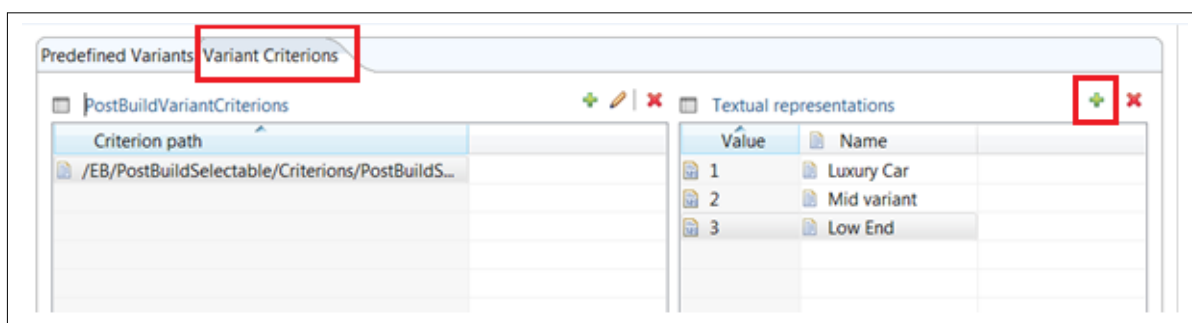 Predefined Variants Variant Criterions
PostBuildVariantCriterions
Criterion path
/EB/PostBuildSelectable/Criterions/PostBuildS...
Textual representations
Value Name
1 Luxury Car
2 Mid variant
3 Low End